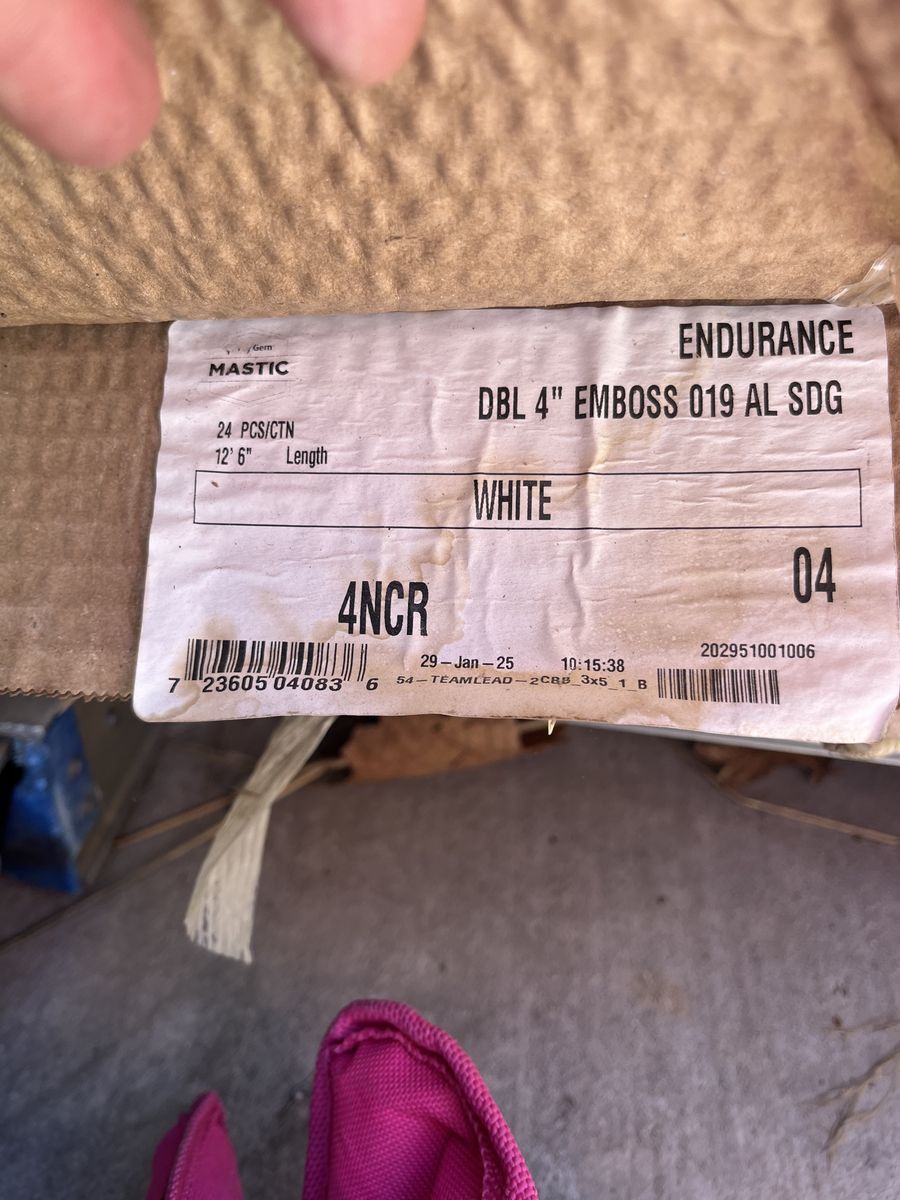 Gem
MASTIC
ENDURANCE
DBL 4" EMBOSS 019 AL SDG
24 PCS/CTN
12' 6" Length
WHITE
04
4NCR
7 23605 04083 6
29-Jan-25 10:15:38
54-TEAMLEAD-2CBB_3x5_1_B
202951001006